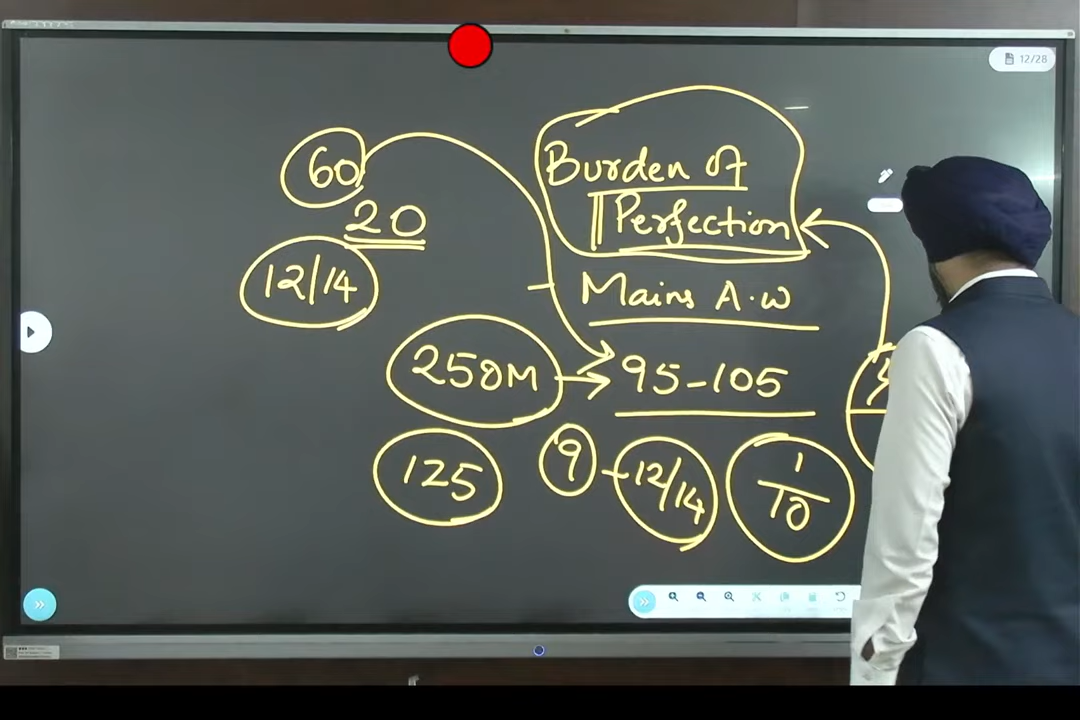 12/28
60
20
12/14
Burden of
Perfection
Mains A.W
250M
95-105
125
9
12/14
1/10